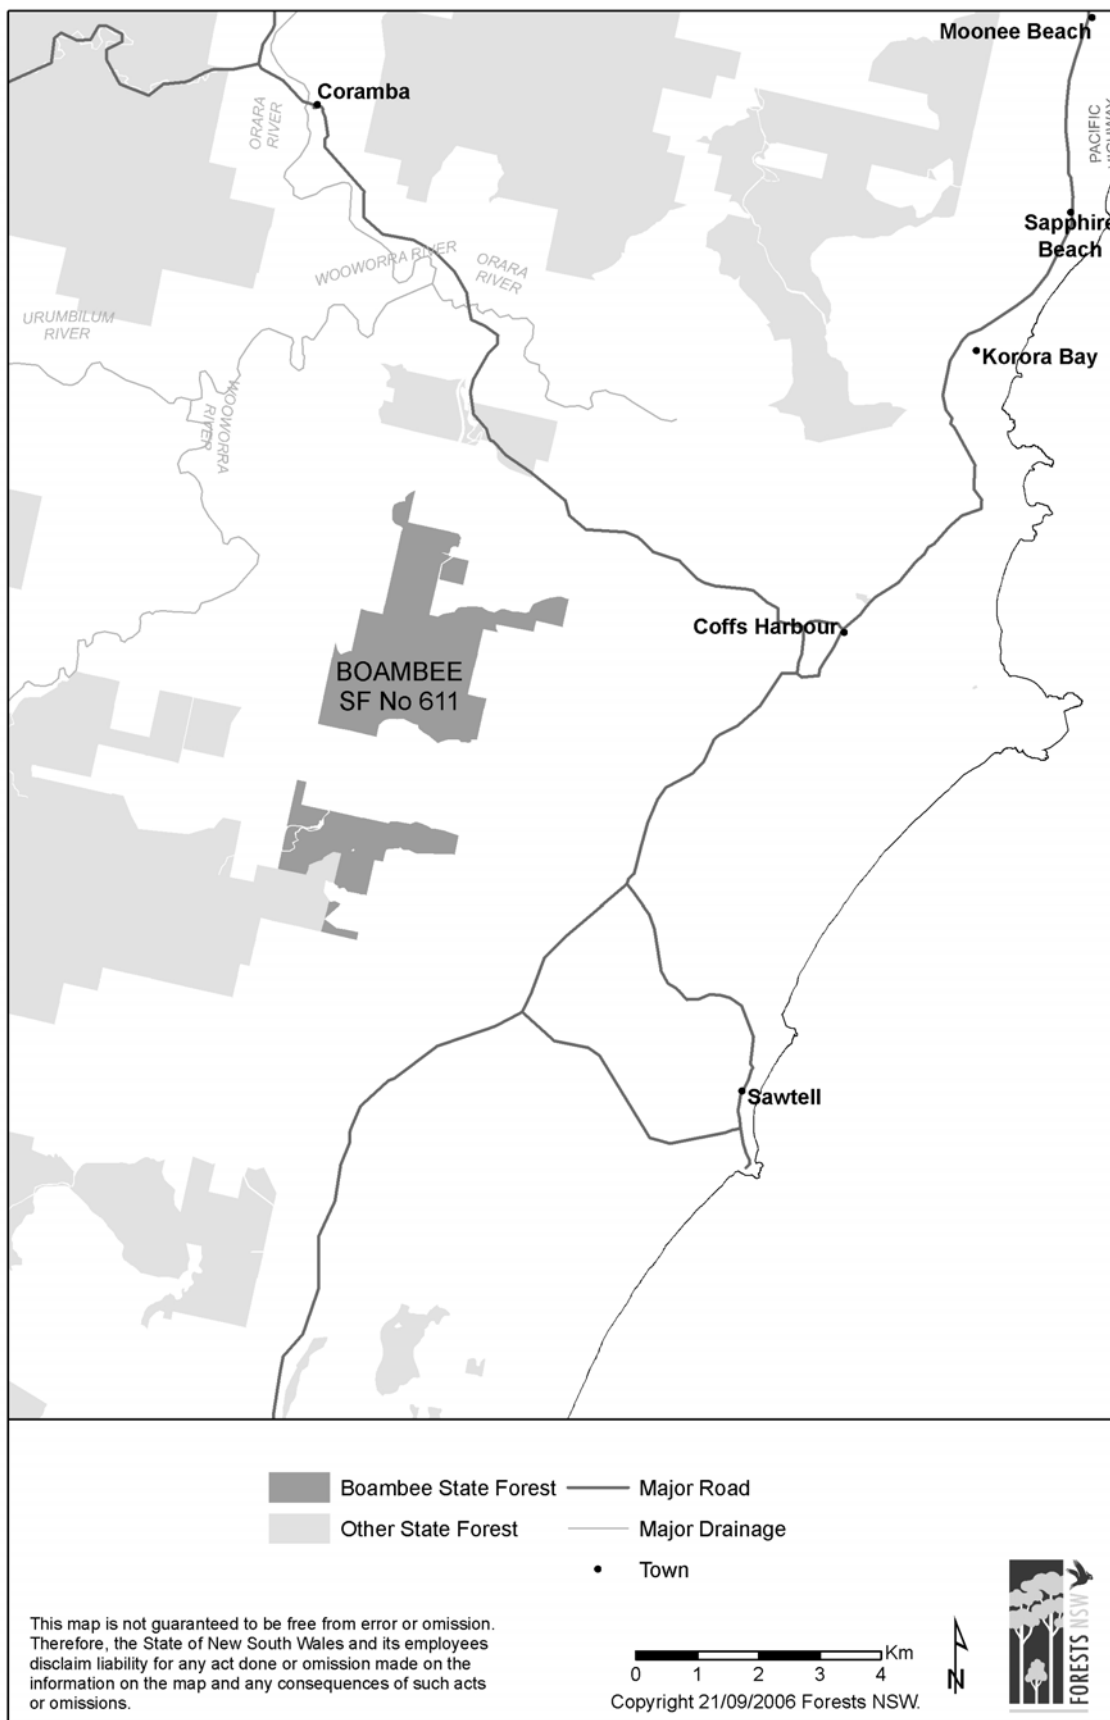 Moonee Beach
Coramba
ORARA
RIVER
PACIFIC
HIGHWAY
Sapphire
Beach
WOOWORRA RIVER
ORARA
RIVER
URUMBILUM
RIVER
Korora Bay
WOOWORRA
RIVER
Coffs Harbour
BOAMBEE
SF No 611
Sawtell
Boambee State Forest
Major Road
Other State Forest
Major Drainage
Town
This map is not guaranteed to be free from error or omission.
Therefore, the State of New South Wales and its employees
disclaim liability for any act done or omission made on the
information on the map and any consequences of such acts
or omissions.
Km
0 1 2 3 4
Copyright 21/09/2006 Forests NSW.
N
FORESTS NSW